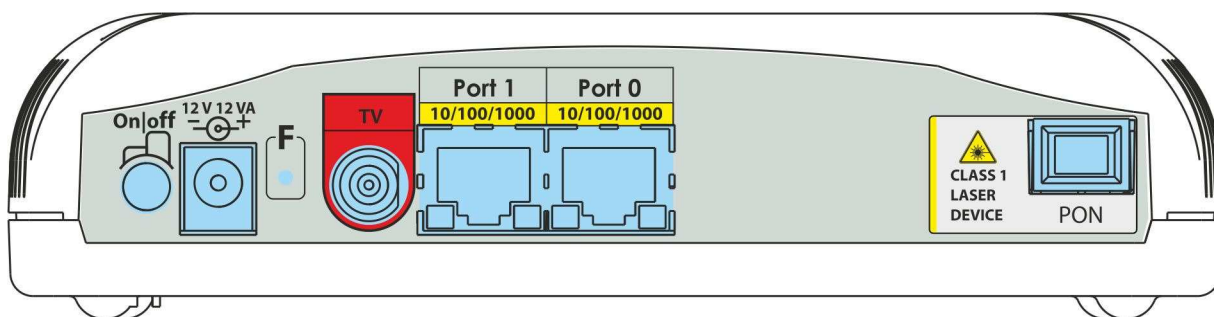 On|off
12 V 12 VA
− +
F
TV
Port 1
10/100/1000
Port 0
10/100/1000
CLASS 1
LASER
DEVICE
PON